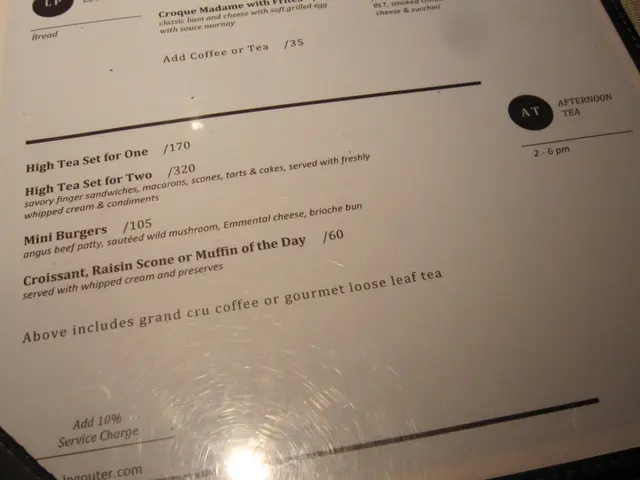 LP
Bread
Croque Madame with Frites
classic ham and cheese with soft grilled egg
with sauce mornay
BLT, smoked
cheese & zucchini
Add Coffee or Tea /35
AT
AFTERNOON
TEA
2 - 6 pm
High Tea Set for One /170
High Tea Set for Two /320
savory finger sandwiches, macarons, scones, tarts & cakes, served with freshly
whipped cream & condiments
Mini Burgers /105
angus beef patty, sautéed wild mushroom, Emmental cheese, brioche bun
Croissant, Raisin Scone or Muffin of the Day /60
served with whipped cream and preserves
Above includes grand cru coffee or gourmet loose leaf tea
Add 10%
Service Charge
legouter.com